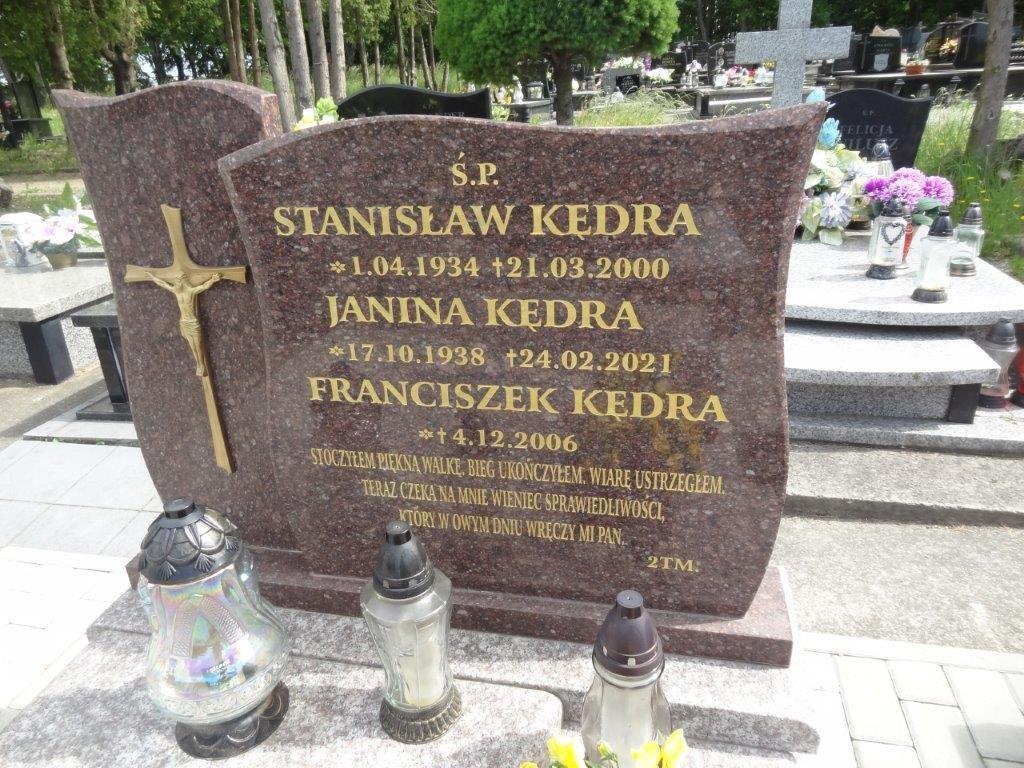 Ś.P.
STANISŁAW KĘDRA
*1.04.1934 †21.03.2000
JANINA KĘDRA
*17.10.1938 †24.02.2021
FRANCISZEK KĘDRA
*†4.12.2006
STOCZYŁEM PIĘKNĄ WALKĘ, BIEG UKOŃCZYŁEM, WIARĘ USTRZEGŁEM.
TERAZ CZEKA NA MNIE WIENIEC SPRAWIEDLIWOŚCI,
KTÓRY W OWYM DNIU WRĘCZY MI PAN.
2TM.
Ś.P.